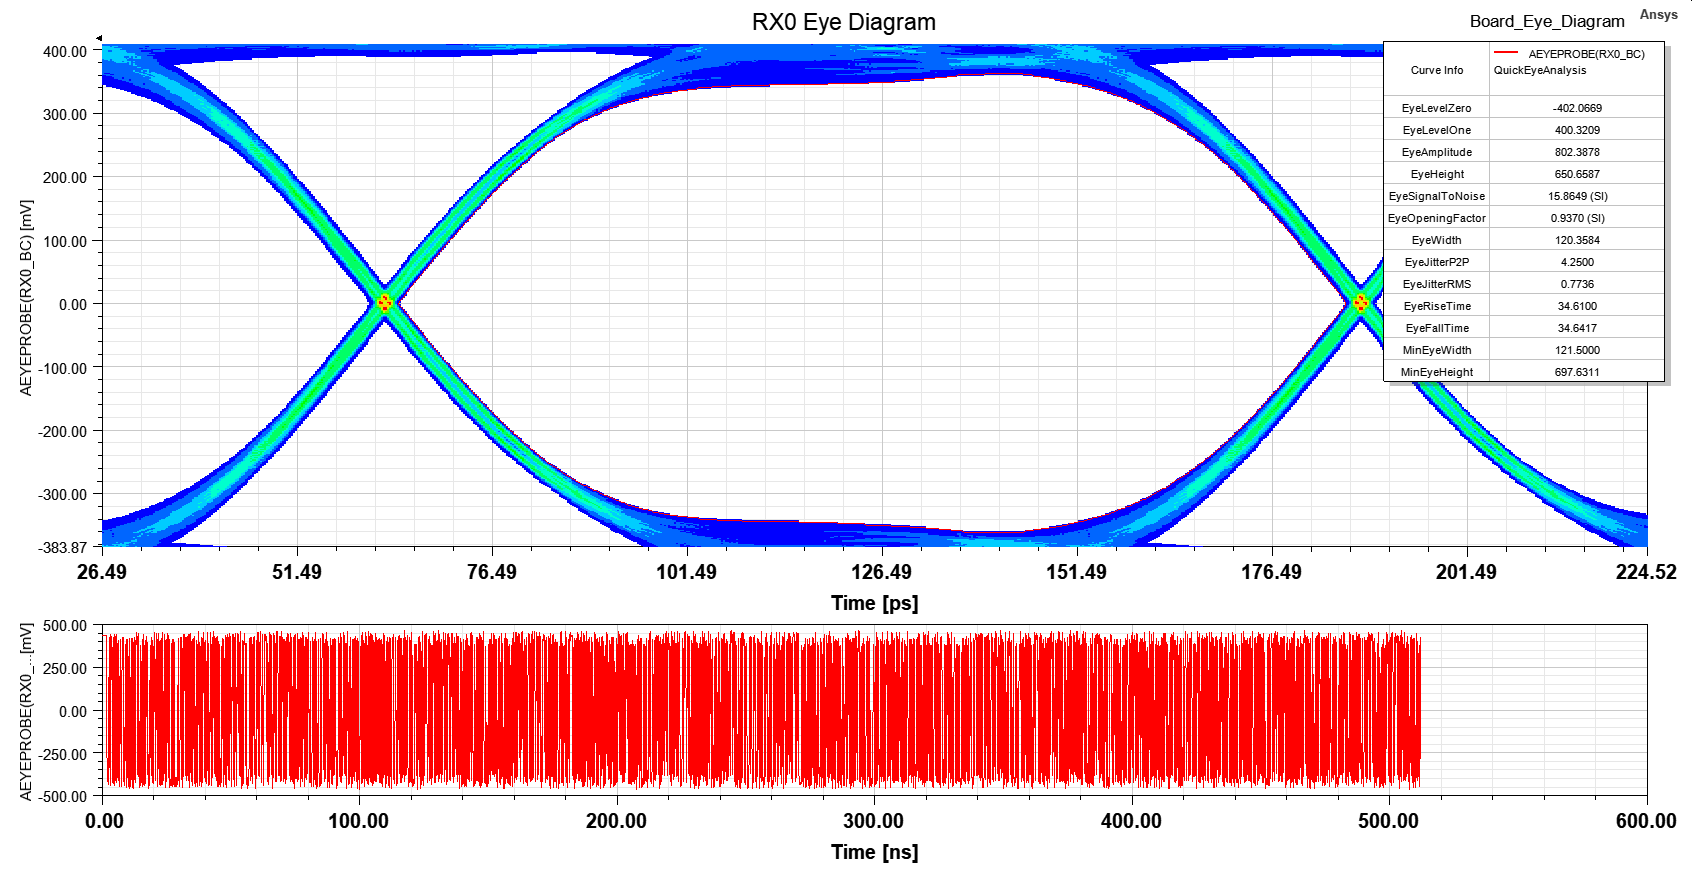 RX0 Eye Diagram
Board_Eye_Diagram
Ansys
AEYEPROBE(RX0_BC) [mV]
400.00
300.00
200.00
100.00
0.00
-100.00
-200.00
-300.00
-383.87
26.49 51.49 76.49 101.49 126.49 151.49 176.49 201.49 224.52
Time [ps]
Curve Info AEYEPROBE(RX0_BC)
QuickEyeAnalysis
EyeLevelZero -402.0669
EyeLevelOne 400.3209
EyeAmplitude 802.3878
EyeHeight 650.6587
EyeSignalToNoise 15.8649 (SI)
EyeOpeningFactor 0.9370 (SI)
EyeWidth 120.3584
EyeJitterP2P 4.2500
EyeJitterRMS 0.7736
EyeRiseTime 34.6100
EyeFallTime 34.6417
MinEyeWidth 121.5000
MinEyeHeight 697.6311
AEYEPROBE(RX0_...[mV]
500.00
250.00
0.00
-250.00
-500.00
0.00 100.00 200.00 300.00 400.00 500.00 600.00
Time [ns]